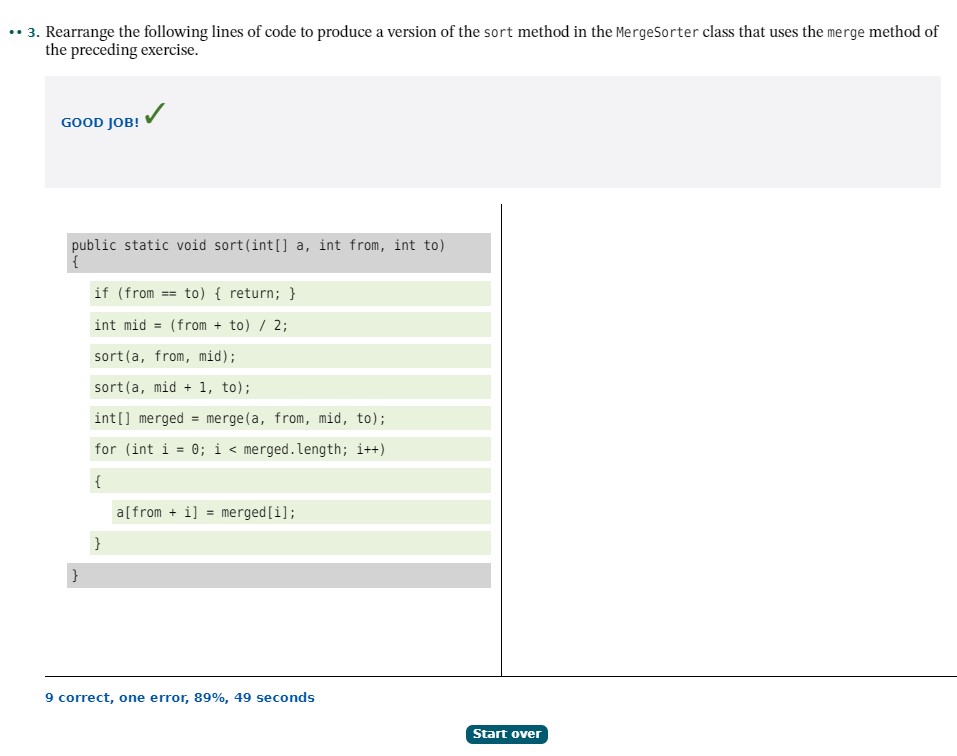 •• 3. Rearrange the following lines of code to produce a version of the sort method in the MergeSorter class that uses the merge method of
the preceding exercise.
GOOD JOB! ✓
public static void sort(int[] a, int from, int to)
{
if (from == to) { return; }
int mid = (from + to) / 2;
sort(a, from, mid);
sort(a, mid + 1, to);
int[] merged = merge(a, from, mid, to);
for (int i = 0; i < merged.length; i++)
{
a[from + i] = merged[i];
}
}
9 correct, one error, 89%, 49 seconds
Start over